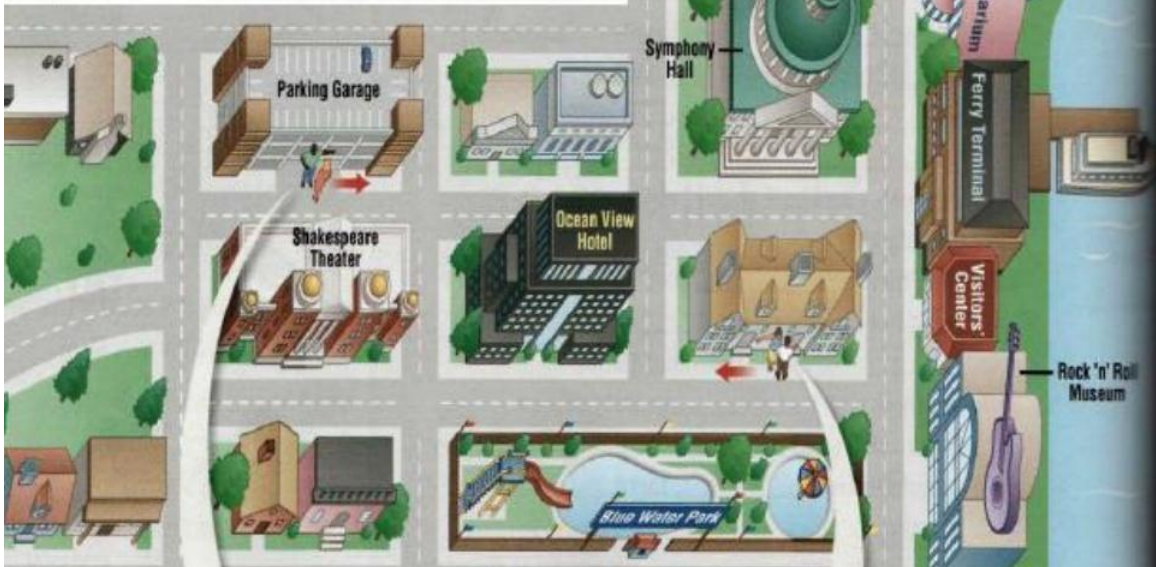 Symphony
Hall
arium
Parking Garage
Ferry Terminal
Ocean View
Hotel
Shakespeare
Theater
Visitors'
Center
Rock 'n' Roll
Museum
Blue Water Park